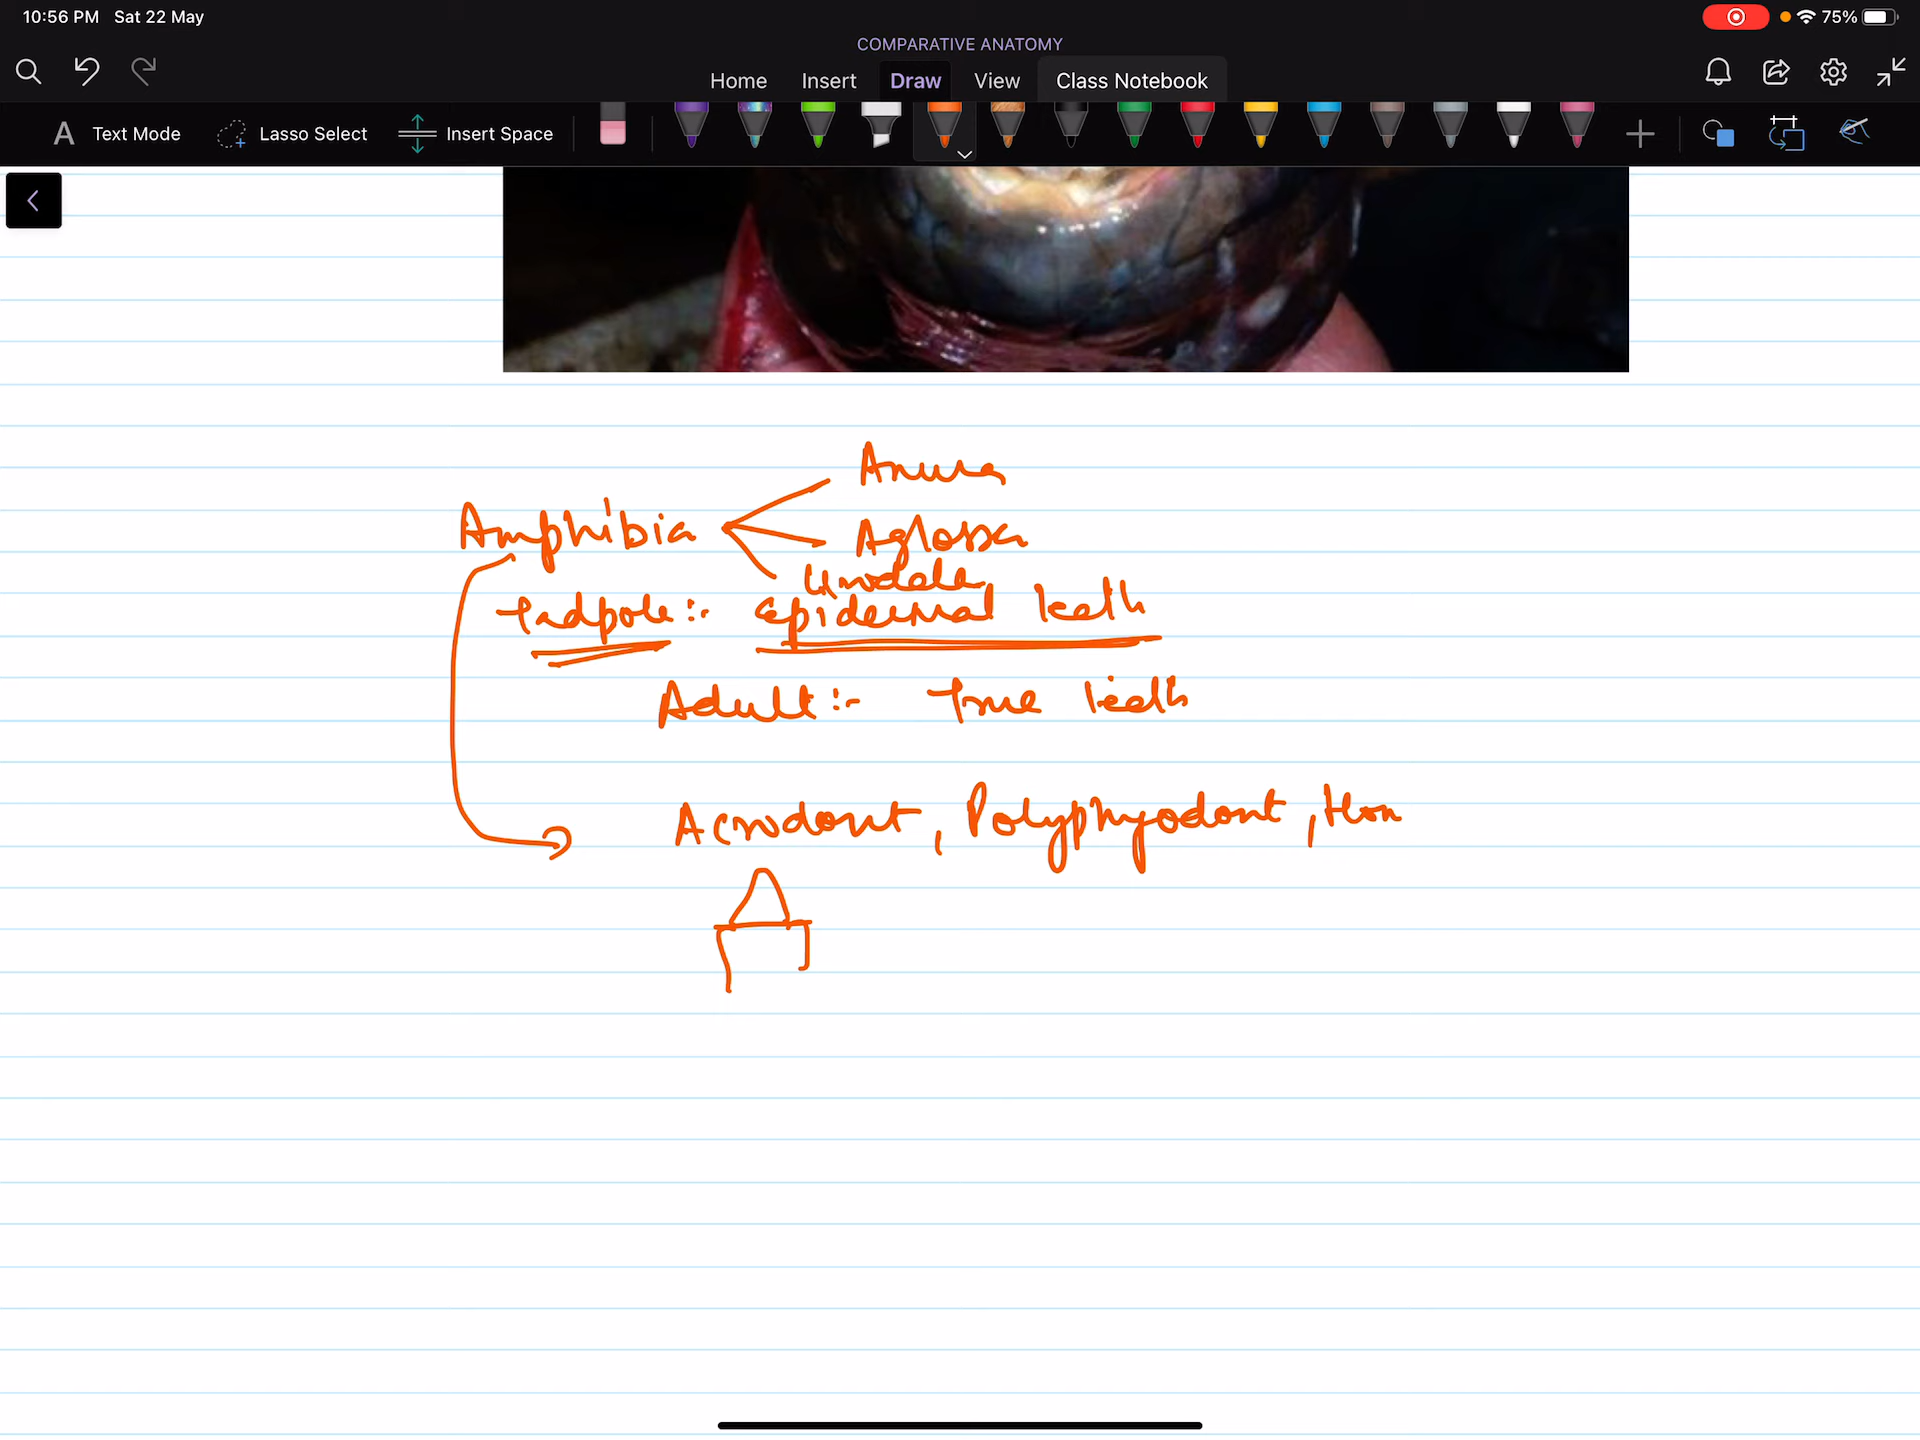 10:56 PM Sat 22 May 75%
COMPARATIVE ANATOMY
Home Insert Draw View Class Notebook
A Text Mode Lasso Select Insert Space
Anura
Amphibia
Aglossa
Urodela
Tadpole :- epidermal teeth
Adult :- True teeth
Acrodont, Polyphyodont, Hom